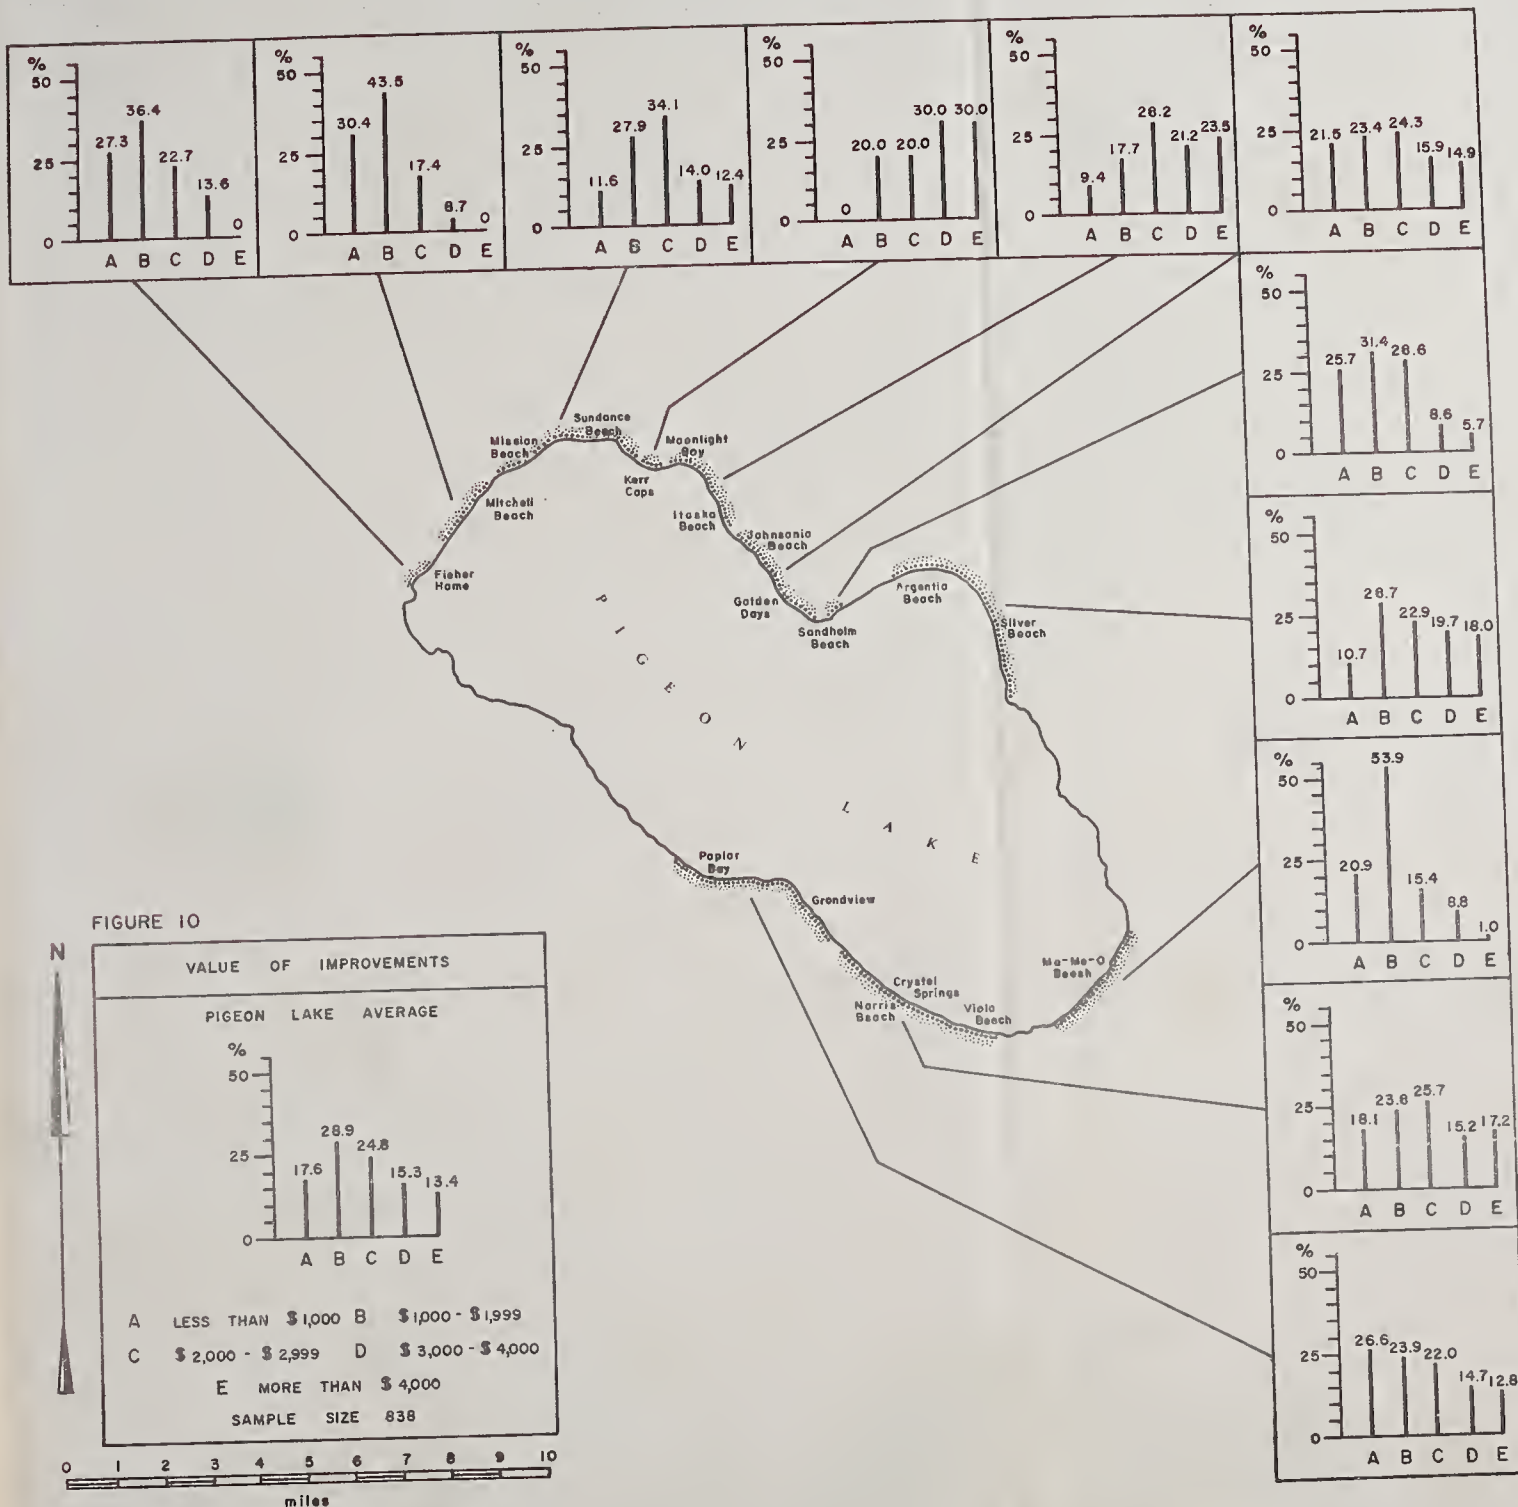 %
50
25
0
27.3
36.4
22.7
13.6
0
A B C D E
%
50
25
0
30.4
43.5
17.4
8.7
0
A B C D E
%
50
25
0
11.6
27.9
34.1
14.0
12.4
A B C D E
%
50
25
0
0
20.0
20.0
30.0
30.0
A B C D E
%
50
25
0
9.4
17.7
28.2
21.2
23.5
A B C D E
%
50
25
0
21.5
23.4
24.3
15.9
14.9
A B C D E
%
50
25
0
25.7
31.4
28.6
8.6
5.7
A B C D E
%
50
25
0
10.7
28.7
22.9
19.7
18.0
A B C D E
%
50
25
0
20.9
53.9
15.4
8.8
1.0
A B C D E
%
50
25
0
18.1
23.8
25.7
15.2
17.2
A B C D E
%
50
25
0
26.6
23.9
22.0
14.7
12.8
A B C D E
Sundance
Beach
Mission
Beach
Moonlight
Bay
Kerr
Caps
Mitchell
Beach
Itaska
Beach
Johnsonia
Beach
Fisher
Home
Golden
Days
Argentia
Beach
Sandholm
Beach
Silver
Beach
PIGEON
LAKE
Poplar
Bay
Grandview
Ma-Me-O
Beach
Crystal
Springs
Norris
Beach
Viola
Beach
FIGURE 10
N
VALUE OF IMPROVEMENTS
PIGEON LAKE AVERAGE
%
50
25
0
17.6
28.9
24.8
15.3
13.4
A B C D E
A LESS THAN $1,000 B $1,000 - $1,999
C $2,000 - $2,999 D $3,000 - $4,000
E MORE THAN $4,000
SAMPLE SIZE 838
0 1 2 3 4 5 6 7 8 9 10
miles